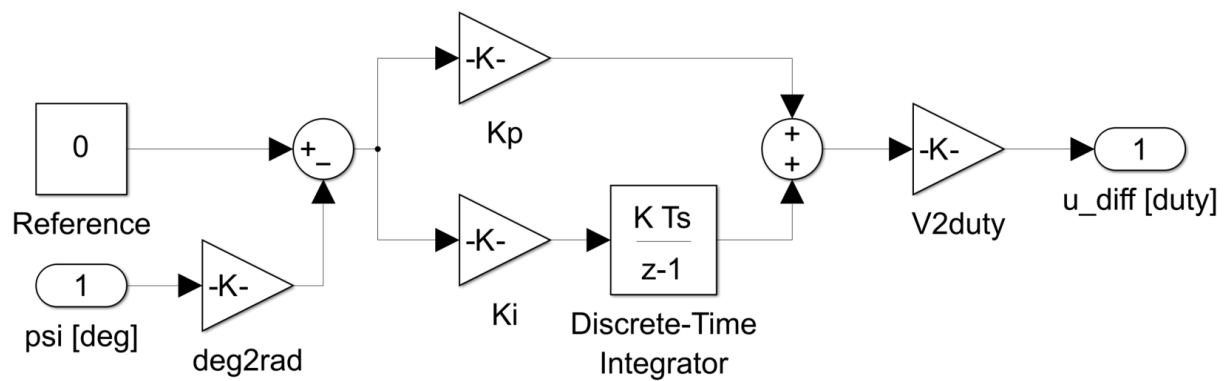 -K-
Kp
0
Reference
+
−
+
+
-K-
V2duty
1
u_diff [duty]
-K-
Ki
K Ts
z-1
Discrete-Time
Integrator
1
psi [deg]
-K-
deg2rad